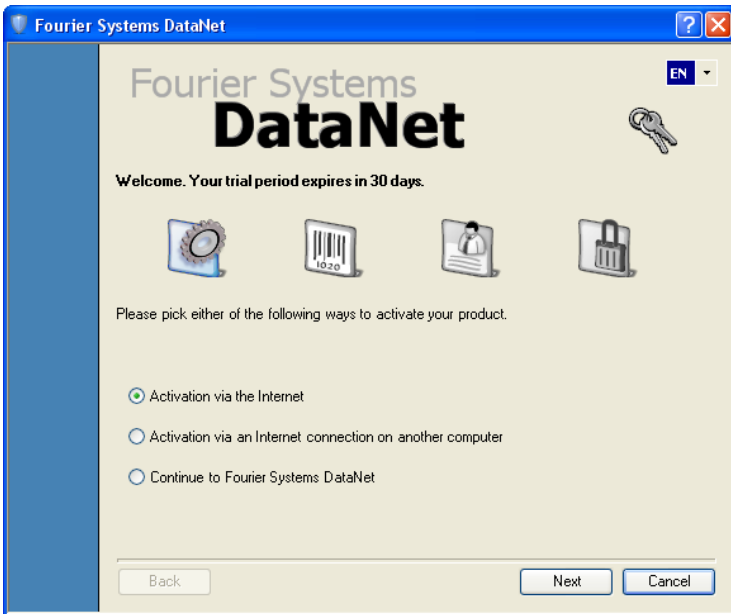 Fourier Systems DataNet
Fourier Systems
EN
DataNet
Welcome. Your trial period expires in 30 days.
1020
Please pick either of the following ways to activate your product.
Activation via the Internet
Activation via an Internet connection on another computer
Continue to Fourier Systems DataNet
Back
Next
Cancel